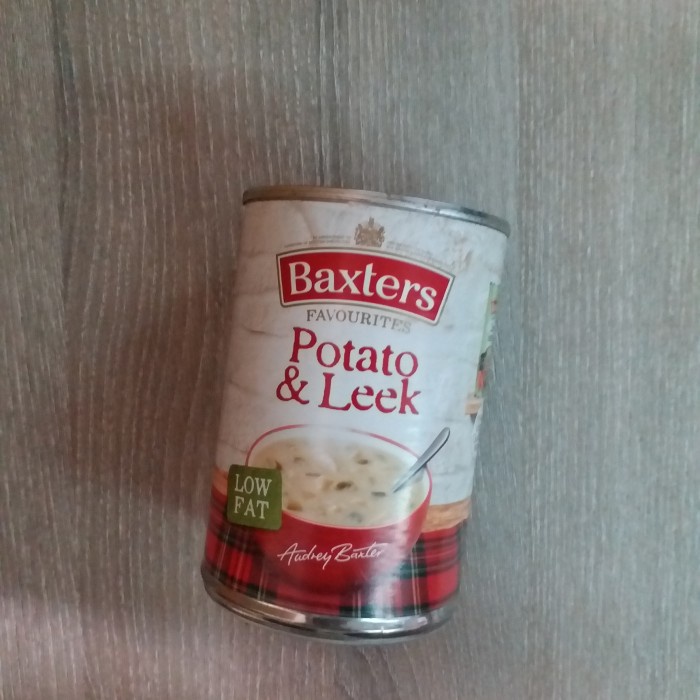 Baxters
FAVOURITES
Potato
& Leek
LOW
FAT
Audrey Baxter